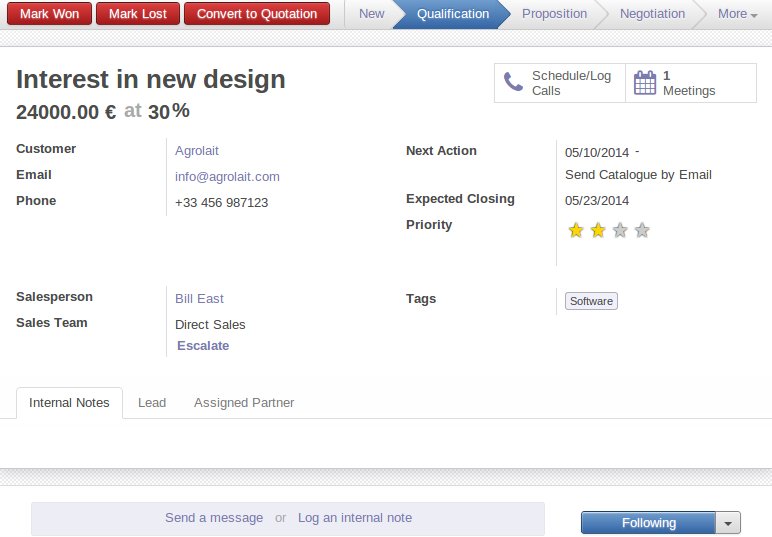 Mark Won Mark Lost Convert to Quotation New Qualification Proposition Negotiation More
Interest in new design
24000.00 € at 30%
Schedule/Log
Calls
1
Meetings
Customer Agrolait
Email info@agrolait.com
Phone +33 456 987123
Next Action 05/10/2014 -
Send Catalogue by Email
Expected Closing 05/23/2014
Priority
Salesperson Bill East
Sales Team Direct Sales
Escalate
Tags Software
Internal Notes Lead Assigned Partner
Send a message or Log an internal note Following